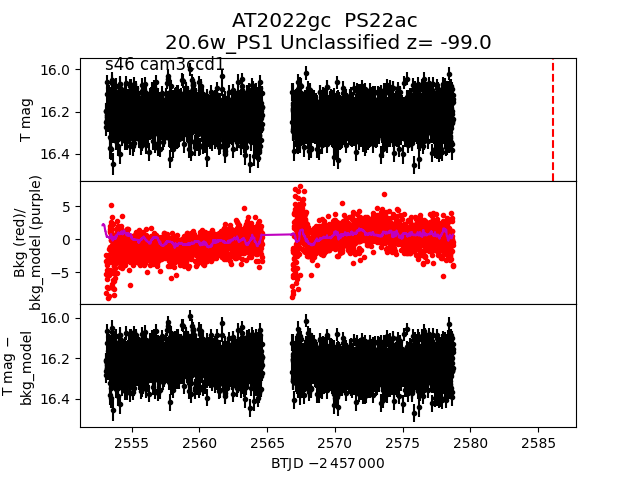 AT2022gc  PS22ac
20.6w_PS1 Unclassified z= -99.0
s46 cam3ccd1
T mag
16.0
16.2
16.4
Bkg (red)/
bkg_model (purple)
5
0
−5
T mag −
bkg_model
16.0
16.2
16.4
2555 2560 2565 2570 2575 2580 2585
BTJD −2 457 000